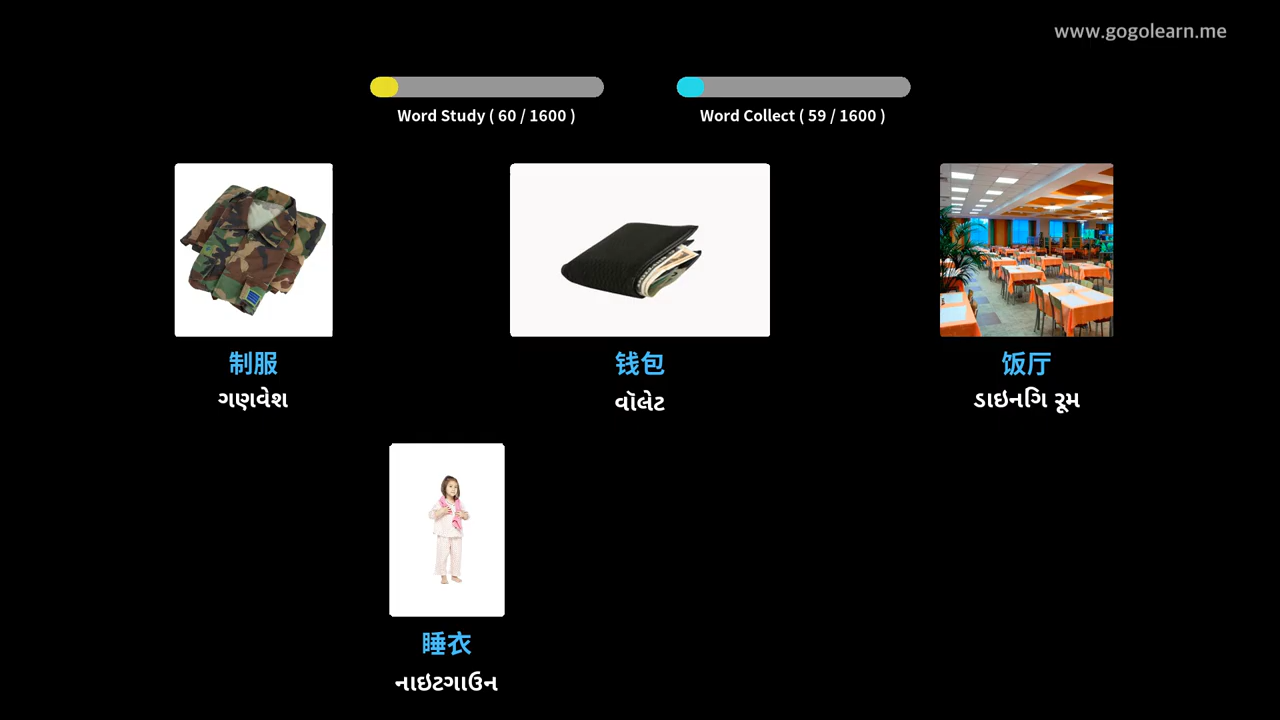 www.gogolearn.me
Word Study ( 60 / 1600 )
Word Collect ( 59 / 1600 )
制服
钱包
饭厅
ગણવેશ
વૉલેટ
ડાઇનગિ રૂમ
睡衣
નાઇટગાઉન